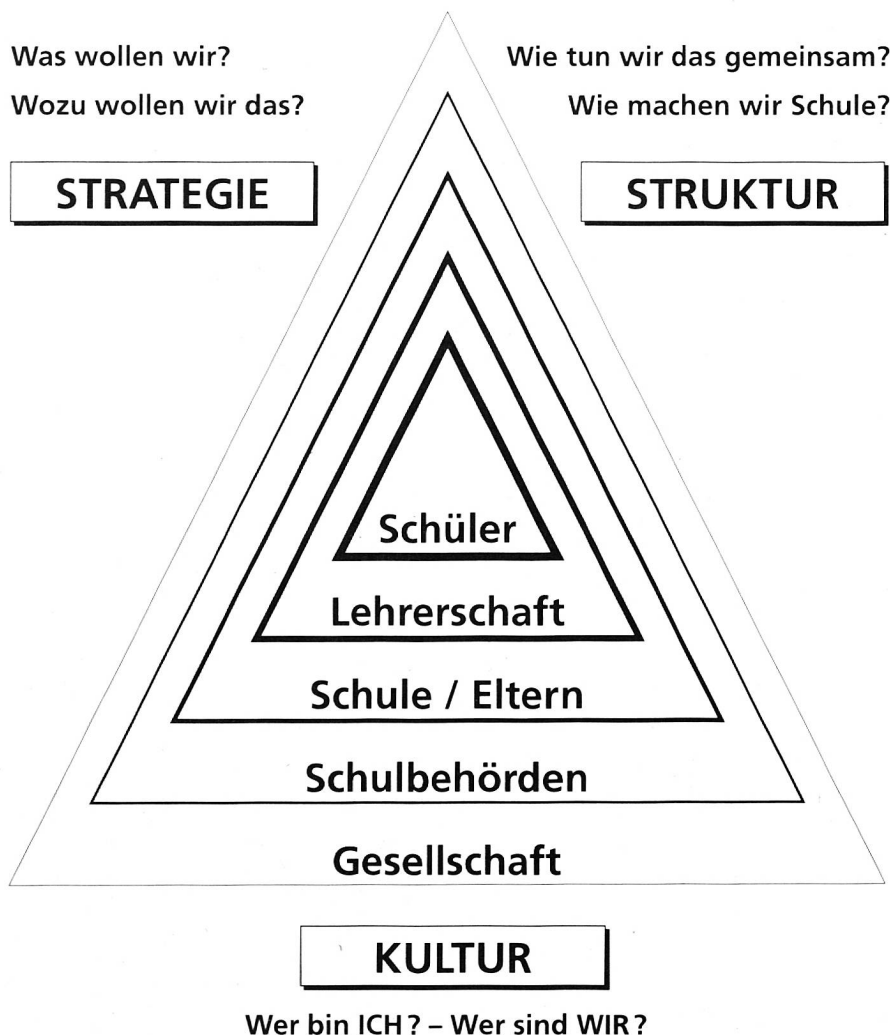 Was wollen wir?
Wozu wollen wir das?
STRATEGIE
Wie tun wir das gemeinsam?
Wie machen wir Schule?
STRUKTUR
Schüler
Lehrerschaft
Schule / Eltern
Schulbehörden
Gesellschaft
KULTUR
Wer bin ICH? – Wer sind WIR?